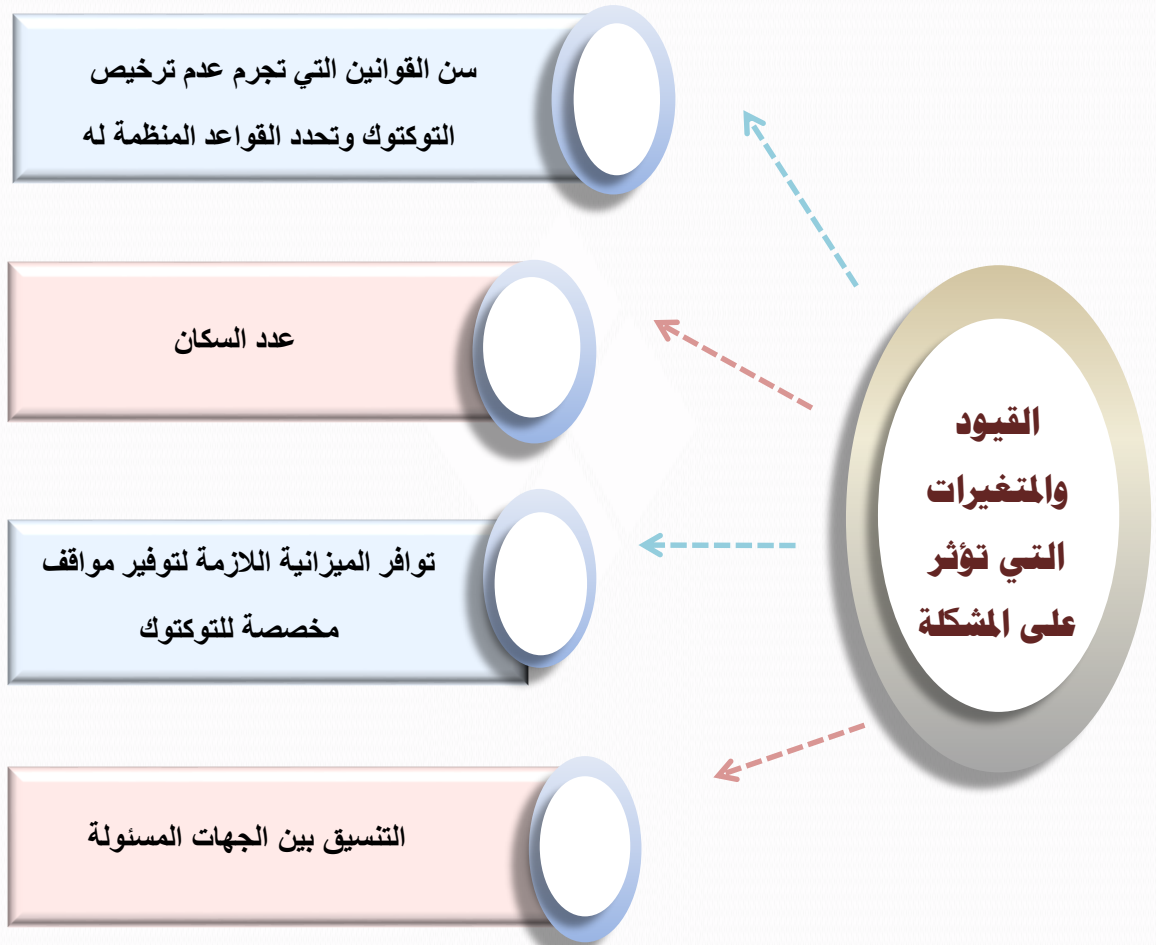 القيود
والمتغيرات
التي تؤثر
على المشكلة
سن القوانين التي تجرم عدم ترخيص
التوكتوك وتحدد القواعد المنظمة له
عدد السكان
توافر الميزانية اللازمة لتوفير مواقف
مخصصة للتوكتوك
التنسيق بين الجهات المسئولة